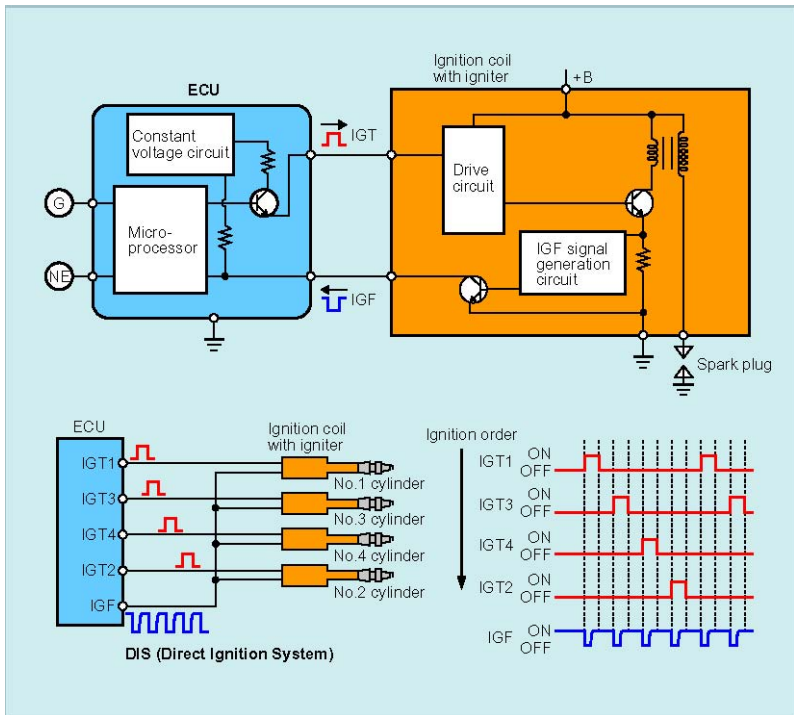 Ignition coil
with igniter
+B
ECU
Constant
voltage circuit
IGT
Drive
circuit
G
Micro-
processor
IGF signal
generation
circuit
NE
IGF
Spark plug
ECU
Ignition coil
with igniter
Ignition order
IGT1
No.1 cylinder
IGT3
No.3 cylinder
IGT4
No.4 cylinder
IGT2
No.2 cylinder
IGF
DIS (Direct Ignition System)
IGT1 ON
OFF
IGT3 ON
OFF
IGT4 ON
OFF
IGT2 ON
OFF
IGF ON
OFF